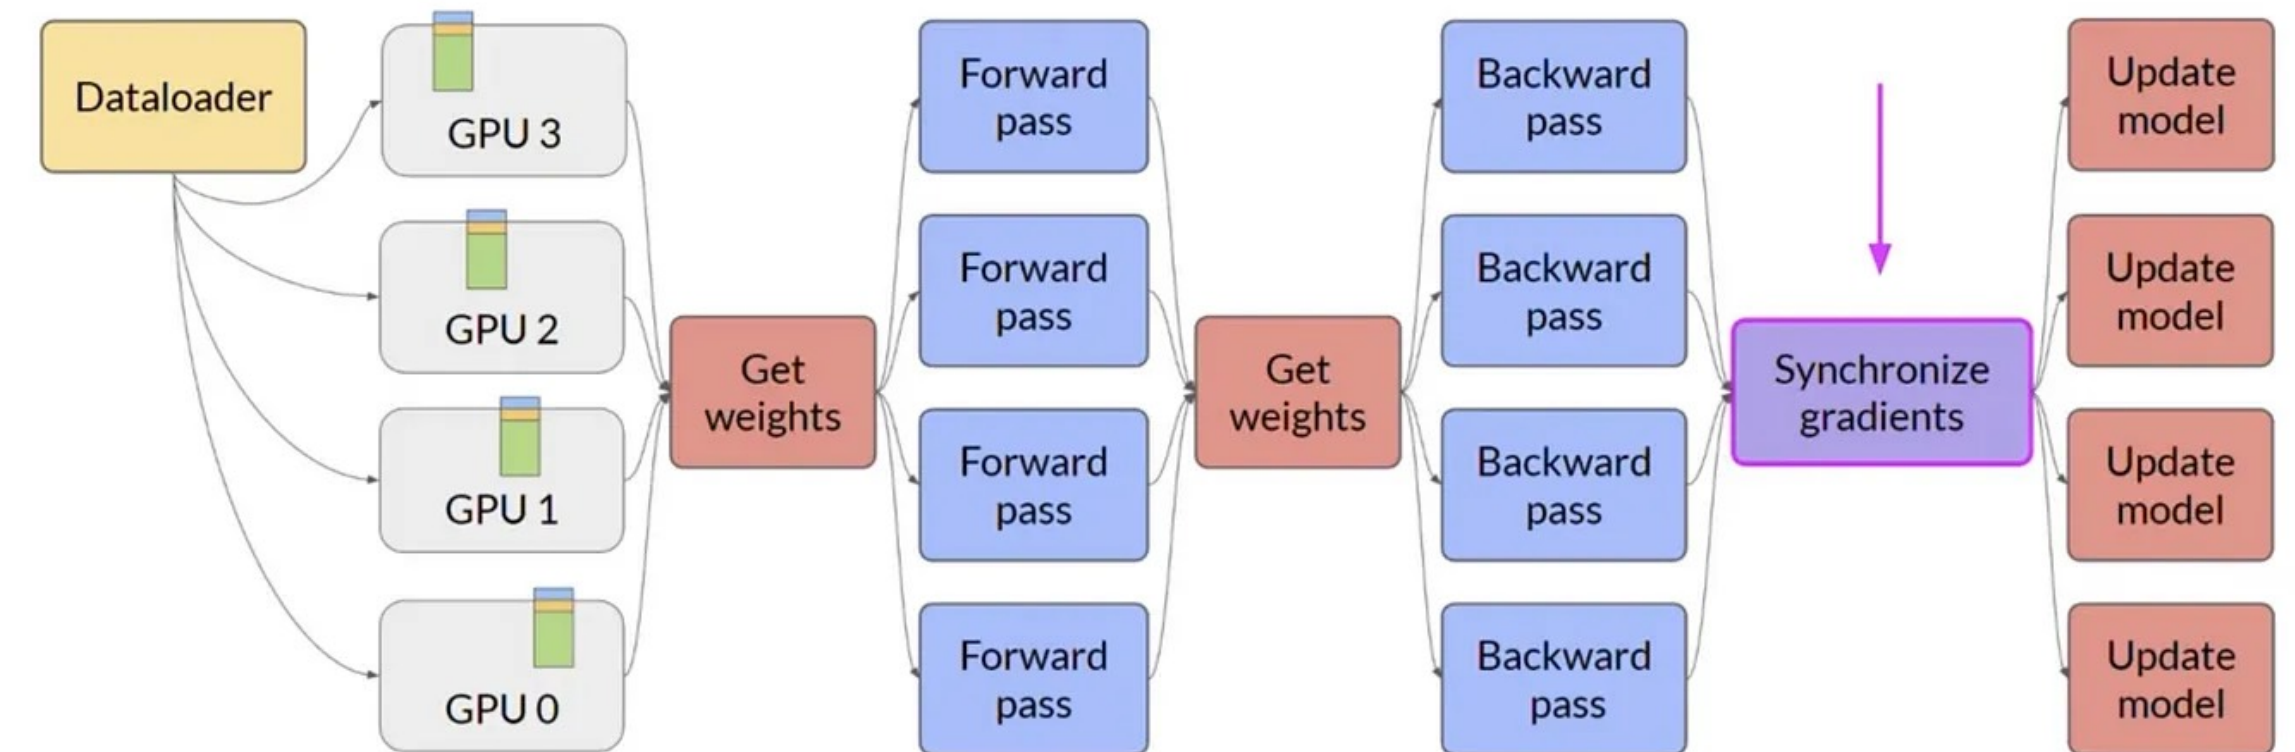 Dataloader
GPU 3
GPU 2
GPU 1
GPU 0
Get
weights
Forward
pass
Forward
pass
Forward
pass
Forward
pass
Get
weights
Backward
pass
Backward
pass
Backward
pass
Backward
pass
Synchronize
gradients
Update
model
Update
model
Update
model
Update
model